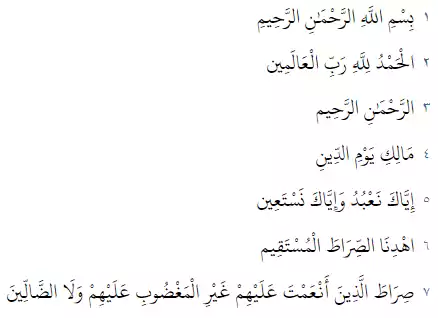 ١ بِسْمِ اللَّهِ الرَّحْمَٰنِ الرَّحِيمِ
٢ الْحَمْدُ لِلَّهِ رَبِّ الْعَالَمِين
٣ الرَّحْمَٰنِ الرَّحِيم
٤ مَالِكِ يَوْمِ الدِّينِ
٥ إِيَّاكَ نَعْبُدُ وَإِيَّاكَ نَسْتَعِين
٦ اهْدِنَا الصِّرَاطَ الْمُسْتَقِيم
٧ صِرَاطَ الَّذِينَ أَنْعَمْتَ عَلَيْهِمْ غَيْرِ الْمَغْضُوبِ عَلَيْهِمْ وَلَا الضَّالِّينَ